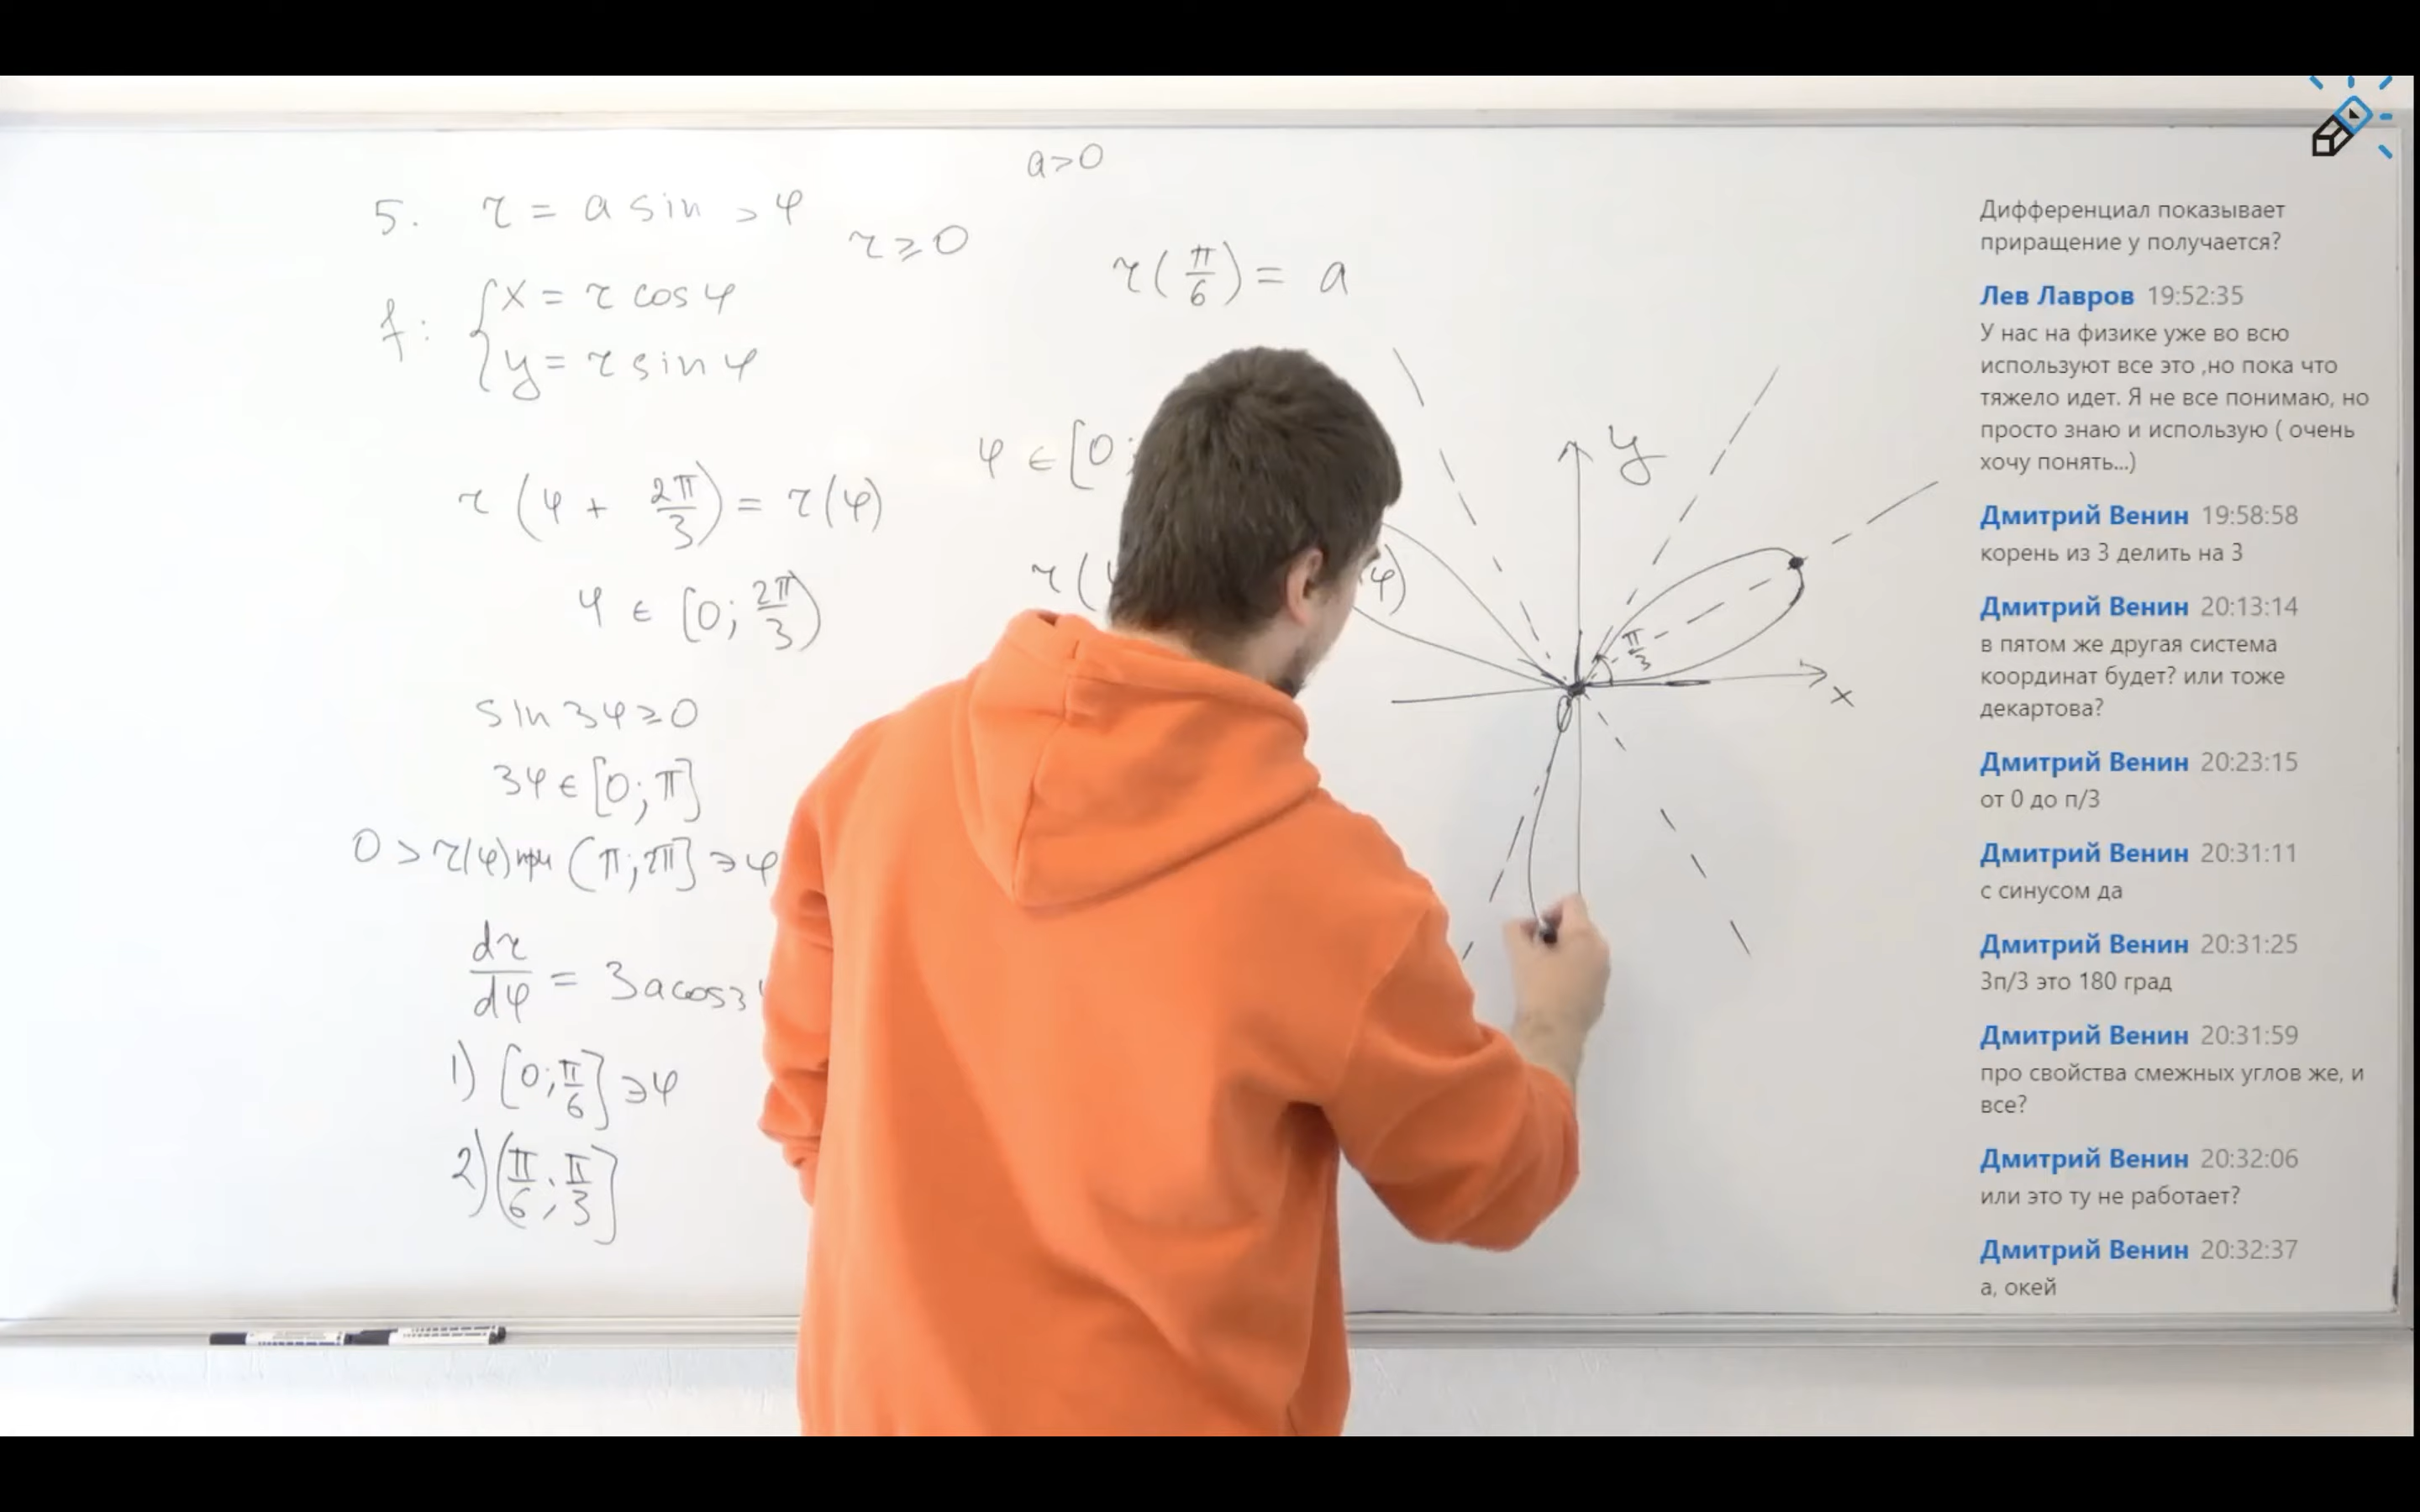 a>0
5. r = a sin 3φ
r ≥ 0
r(π/6) = a
f: { x = r cos φ
y = r sin φ
φ ∈ [0;
r (φ + 2π/3) = r(φ)
r(
φ)
φ ∈ [0; 2π/3)
sin 3φ ≥ 0
3φ ∈ [0; π]
0 > r(φ) при (π; 2π] ∋ φ
dr/dφ = 3a cos 3
1) [0; π/6] ∋ φ
2) (π/6; π/3]
y
π/3
x
0
Дифференциал показывает
приращение у получается?
Лев Лавров 19:52:35
У нас на физике уже во всю
используют все это ,но пока что
тяжело идет. Я не все понимаю, но
просто знаю и использую ( очень
хочу понять...)
Дмитрий Венин 19:58:58
корень из 3 делить на 3
Дмитрий Венин 20:13:14
в пятом же другая система
координат будет? или тоже
декартова?
Дмитрий Венин 20:23:15
от 0 до п/3
Дмитрий Венин 20:31:11
с синусом да
Дмитрий Венин 20:31:25
3п/3 это 180 град
Дмитрий Венин 20:31:59
про свойства смежных углов же, и
все?
Дмитрий Венин 20:32:06
или это ту не работает?
Дмитрий Венин 20:32:37
а, окей